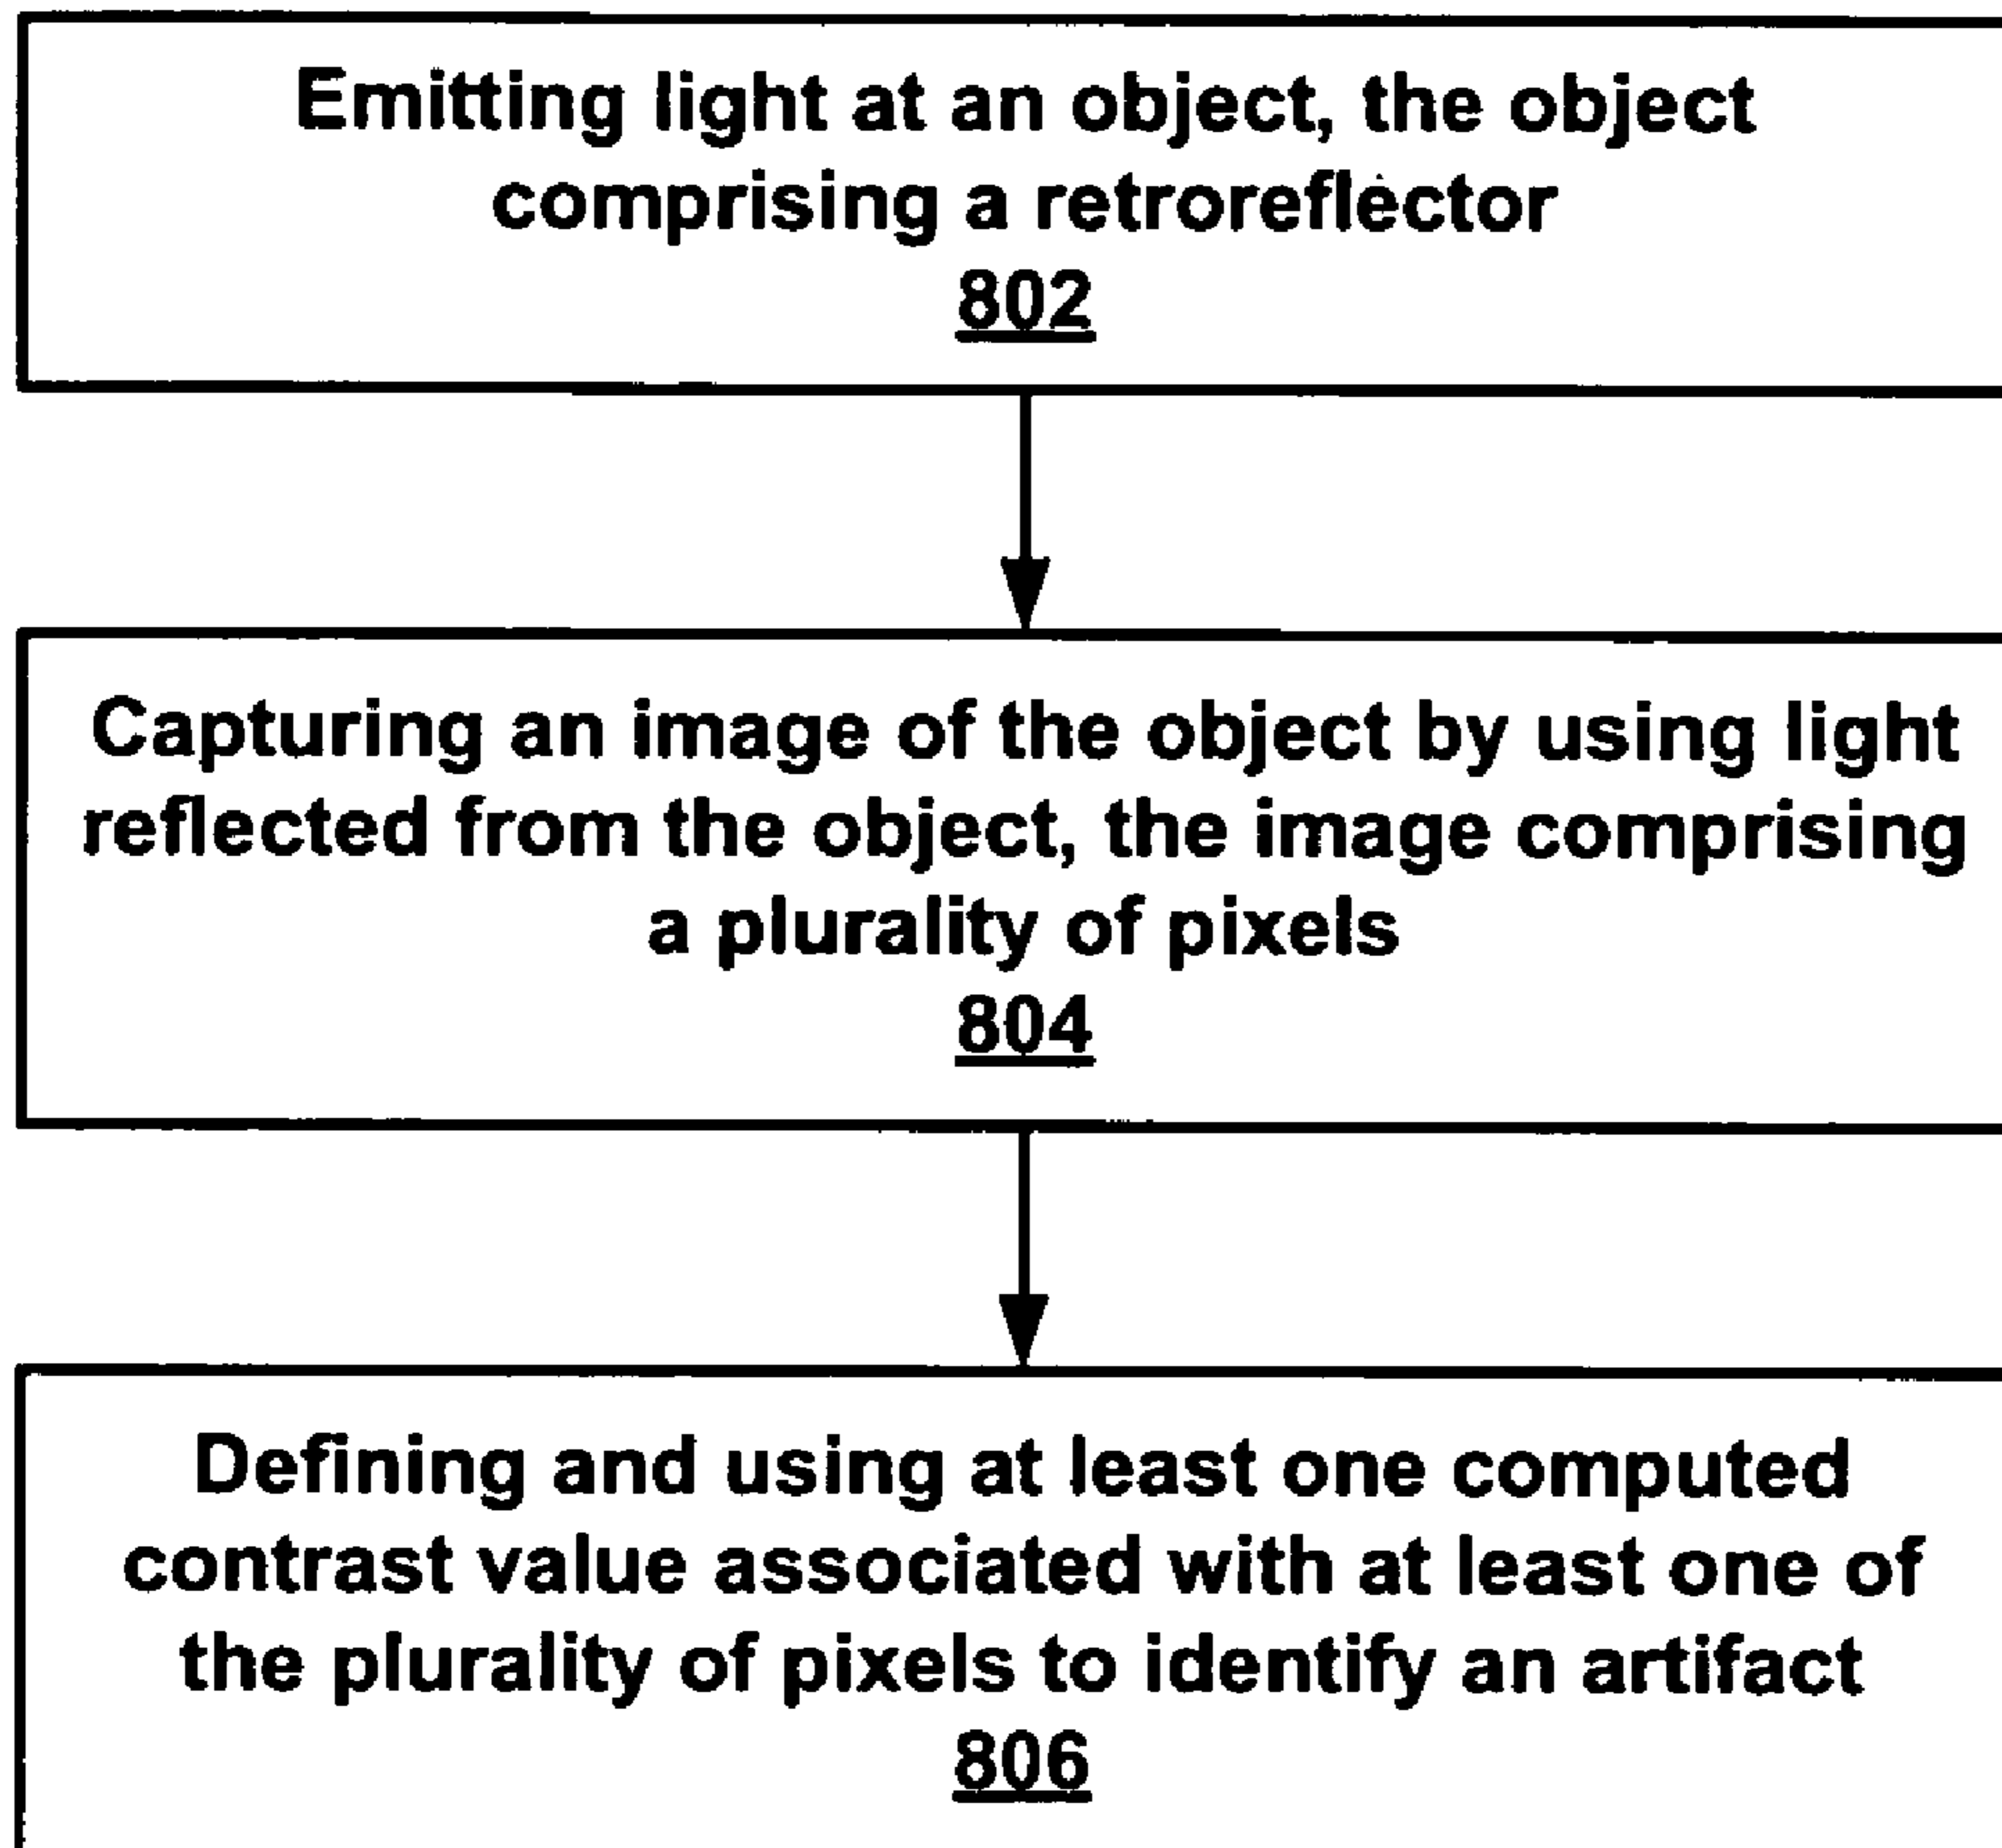 Emitting light at an object, the object
comprising a retroreflector
802
Capturing an image of the object by using light
reflected from the object, the image comprising
a plurality of pixels
804
Defining and using at least one computed
contrast value associated with at least one of
the plurality of pixels to identify an artifact
806